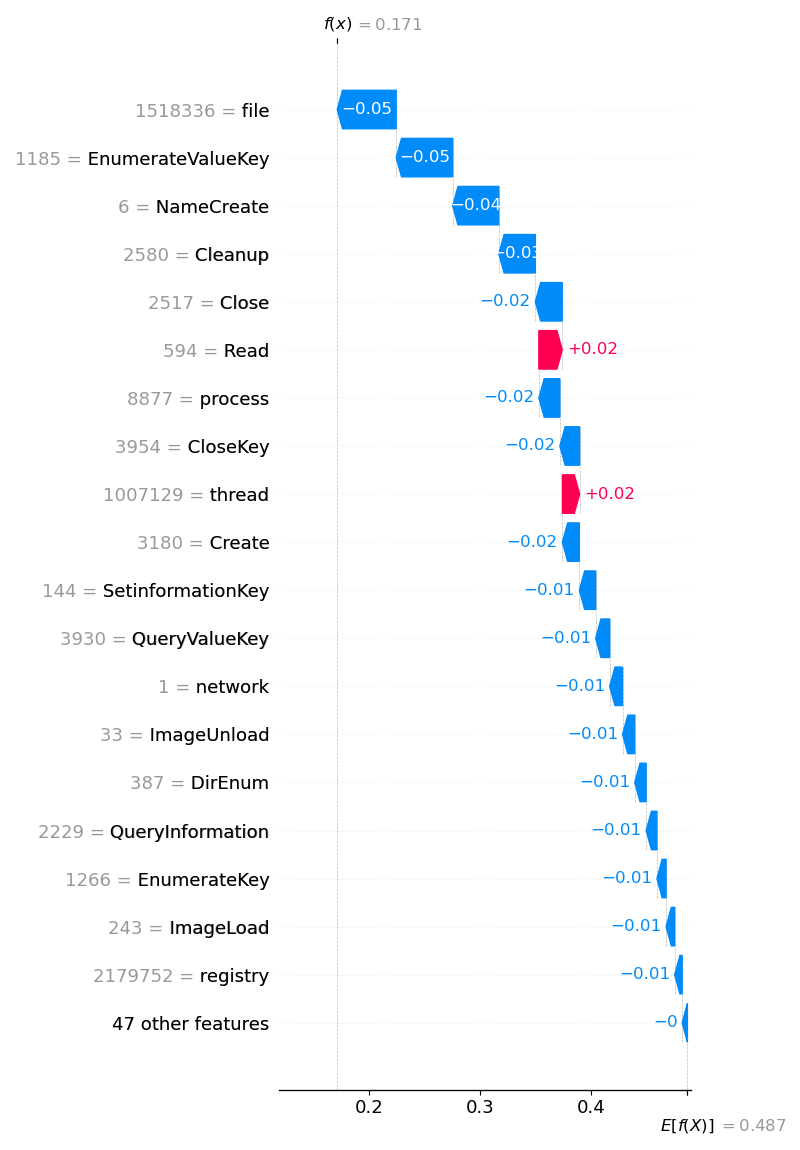 f(x) = 0.171
1518336 = file −0.05
1185 = EnumerateValueKey −0.05
6 = NameCreate −0.04
2580 = Cleanup −0.03
2517 = Close −0.02
594 = Read +0.02
8877 = process −0.02
3954 = CloseKey −0.02
1007129 = thread +0.02
3180 = Create −0.02
144 = SetinformationKey −0.01
3930 = QueryValueKey −0.01
1 = network −0.01
33 = ImageUnload −0.01
387 = DirEnum −0.01
2229 = QueryInformation −0.01
1266 = EnumerateKey −0.01
243 = ImageLoad −0.01
2179752 = registry −0.01
47 other features −0
0.2 0.3 0.4
E[f(X)] = 0.487